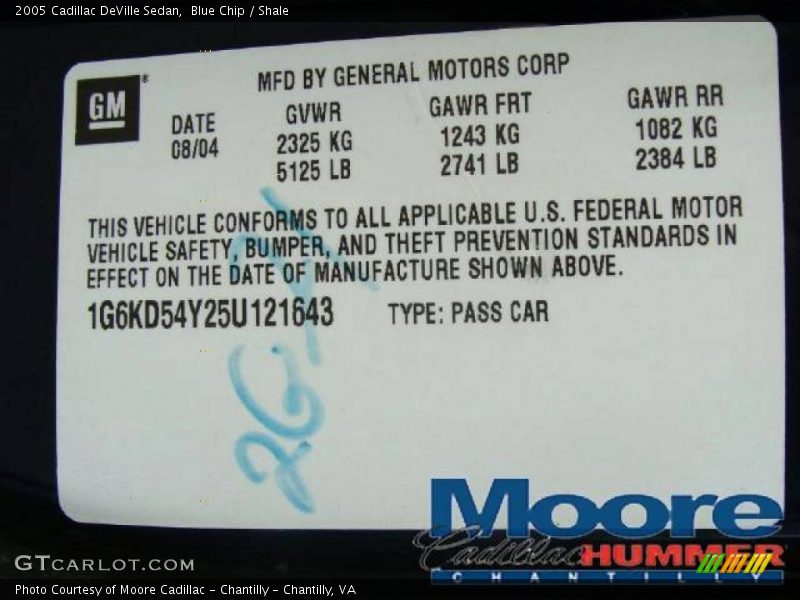 2005 Cadillac DeVille Sedan, Blue Chip / Shale
GM
MFD BY GENERAL MOTORS CORP
DATE
08/04
GVWR
2325 KG
5125 LB
GAWR FRT
1243 KG
2741 LB
GAWR RR
1082 KG
2384 LB
THIS VEHICLE CONFORMS TO ALL APPLICABLE U.S. FEDERAL MOTOR
VEHICLE SAFETY, BUMPER, AND THEFT PREVENTION STANDARDS IN
EFFECT ON THE DATE OF MANUFACTURE SHOWN ABOVE.
1G6KD54Y25U121643 TYPE: PASS CAR
Moore
Cadillac HUMMER
CHANTILLY
GTCARLOT.COM
Photo Courtesy of Moore Cadillac - Chantilly - Chantilly, VA